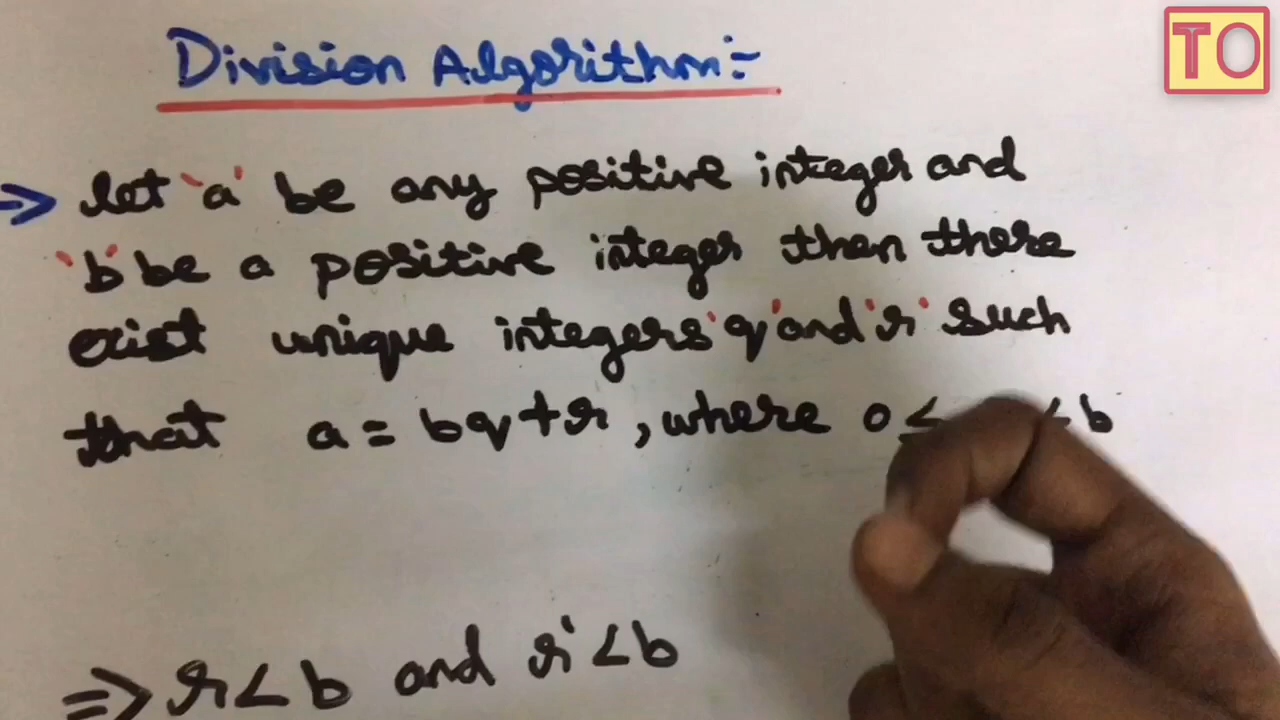 TO
Division Algorithm:-
⇒ let 'a' be any positive integer and
'b' be a positive integer then there
exist unique integers 'q' and 'r' such
that a = bq + r, where 0 ≤ < b
⇒ r < b and r' < b